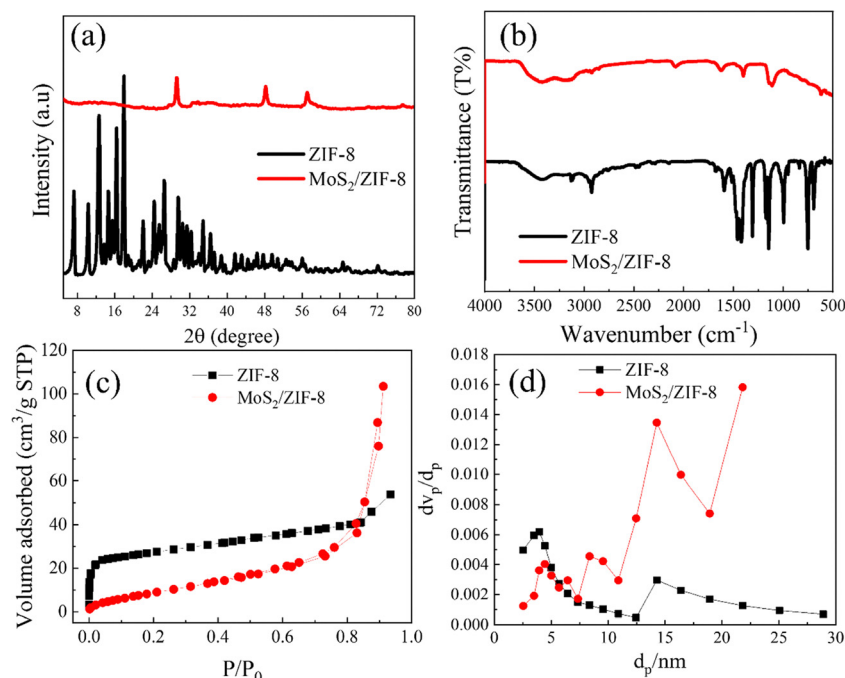 (a)
Intensity (a.u)
ZIF-8
MoS₂/ZIF-8
8 16 24 32 40 48 56 64 72 80
2θ (degree)
(b)
Transmittance (T%)
ZIF-8
MoS₂/ZIF-8
4000 3500 3000 2500 2000 1500 1000 500
Wavenumber (cm⁻¹)
(c)
Volume adsorbed (cm³/g STP)
120
100
80
60
40
20
0
ZIF-8
MoS₂/ZIF-8
0.0 0.2 0.4 0.6 0.8 1.0
P/P₀
(d)
dvₚ/dₚ
0.018
0.016
0.014
0.012
0.010
0.008
0.006
0.004
0.002
0.000
ZIF-8
MoS₂/ZIF-8
0 5 10 15 20 25 30
dₚ/nm